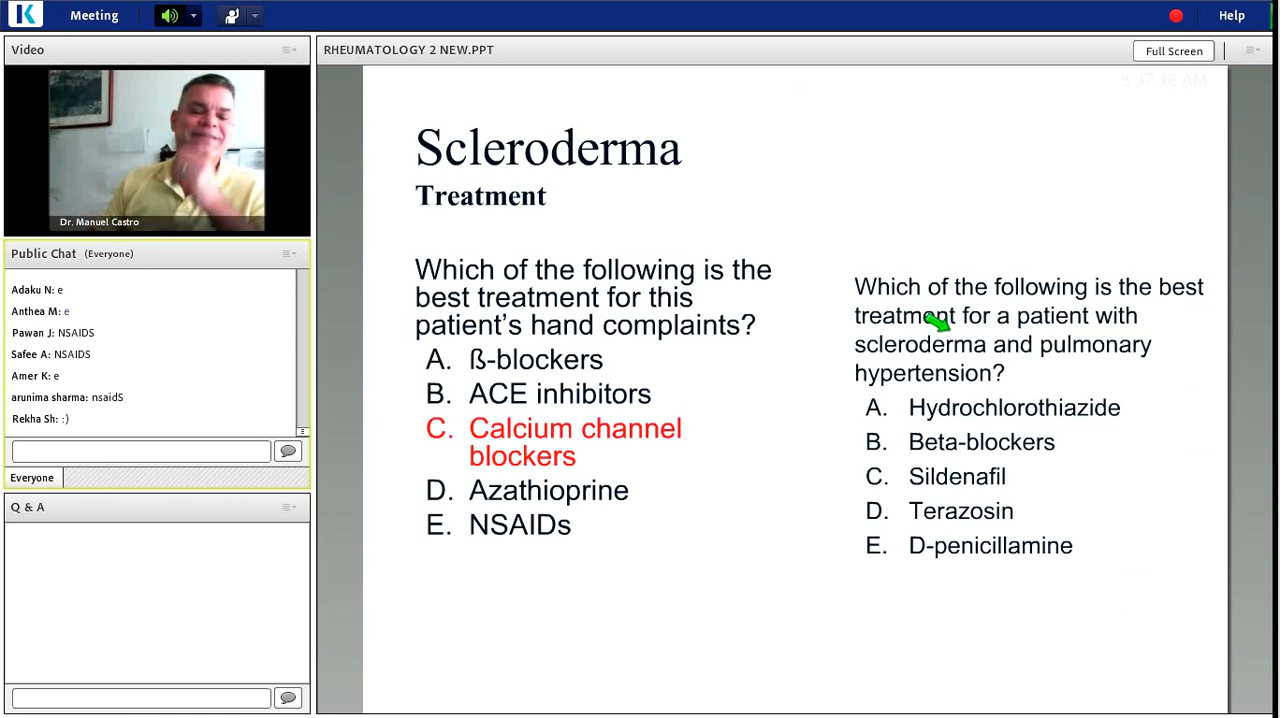 K
Meeting
Help
Video
Dr. Manuel Castro
Public Chat (Everyone)
Adaku N: e
Anthea M: e
Pawan J: NSAIDS
Safee A: NSAIDS
Amer K: e
arunima sharma: nsaidS
Rekha Sh: :)
Everyone
Q & A
RHEUMATOLOGY 2 NEW.PPT
Full Screen
Scleroderma
Treatment
Which of the following is the
best treatment for this
patient's hand complaints?
A. ß-blockers
B. ACE inhibitors
C. Calcium channel
blockers
D. Azathioprine
E. NSAIDs
Which of the following is the best
treatment for a patient with
scleroderma and pulmonary
hypertension?
A. Hydrochlorothiazide
B. Beta-blockers
C. Sildenafil
D. Terazosin
E. D-penicillamine